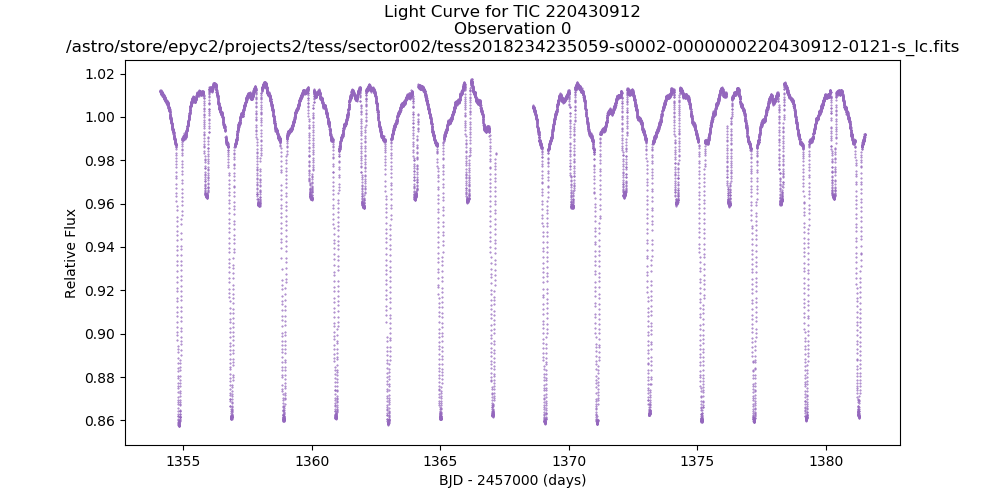 Light Curve for TIC 220430912
Observation 0
/astro/store/epyc2/projects2/tess/sector002/tess2018234235059-s0002-0000000220430912-0121-s_lc.fits
1.02
1.00
0.98
0.96
0.94
0.92
0.90
0.88
0.86
Relative Flux
1355 1360 1365 1370 1375 1380
BJD - 2457000 (days)